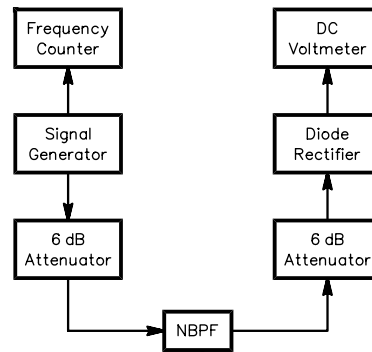 Frequency
Counter
DC
Voltmeter
Signal
Generator
Diode
Rectifier
6 dB
Attenuator
6 dB
Attenuator
NBPF